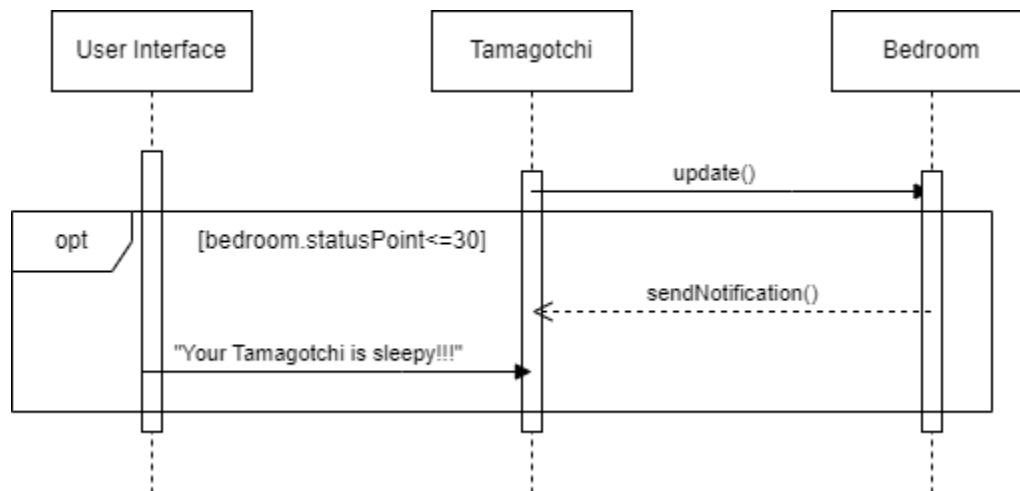 User Interface
Tamagotchi
Bedroom
update()
opt
[bedroom.statusPoint<=30]
sendNotification()
"Your Tamagotchi is sleepy!!!"